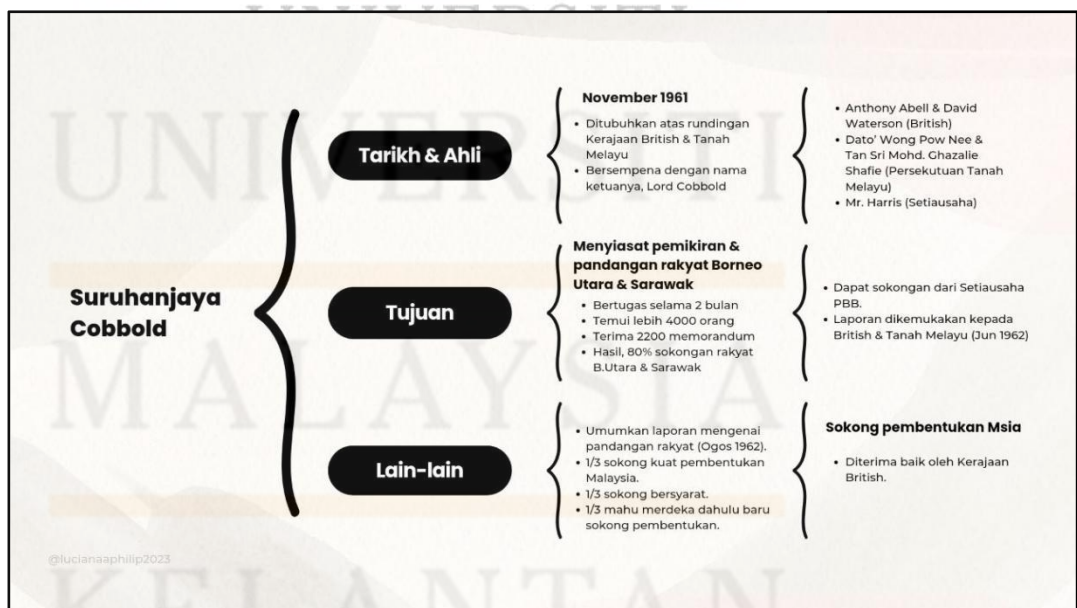 UNIVERSITI
Suruhanjaya
Cobbold
Tarikh & Ahli
November 1961
• Ditubuhkan atas rundingan
Kerajaan British & Tanah
Melayu
• Bersempena dengan nama
ketuanya, Lord Cobbold
• Anthony Abell & David
Waterson (British)
• Dato' Wong Pow Nee &
Tan Sri Mohd. Ghazalie
Shafie (Persekutuan Tanah
Melayu)
• Mr. Harris (Setiausaha)
UNIVERSITI
Tujuan
Menyiasat pemikiran &
pandangan rakyat Borneo
Utara & Sarawak
• Bertugas selama 2 bulan
• Temui lebih 4000 orang
• Terima 2200 memorandum
• Hasil, 80% sokongan rakyat
B.Utara & Sarawak
• Dapat sokongan dari Setiausaha
PBB.
• Laporan dikemukakan kepada
British & Tanah Melayu (Jun 1962)
MALAYSIA
Lain-lain
• Umumkan laporan mengenai
pandangan rakyat (Ogos 1962).
• 1/3 sokong kuat pembentukan
Malaysia.
• 1/3 sokong bersyarat.
• 1/3 mahu merdeka dahulu baru
sokong pembentukan.
Sokong pembentukan Msia
• Diterima baik oleh Kerajaan
British.
@lucianaaphilip2023
KELANTAN